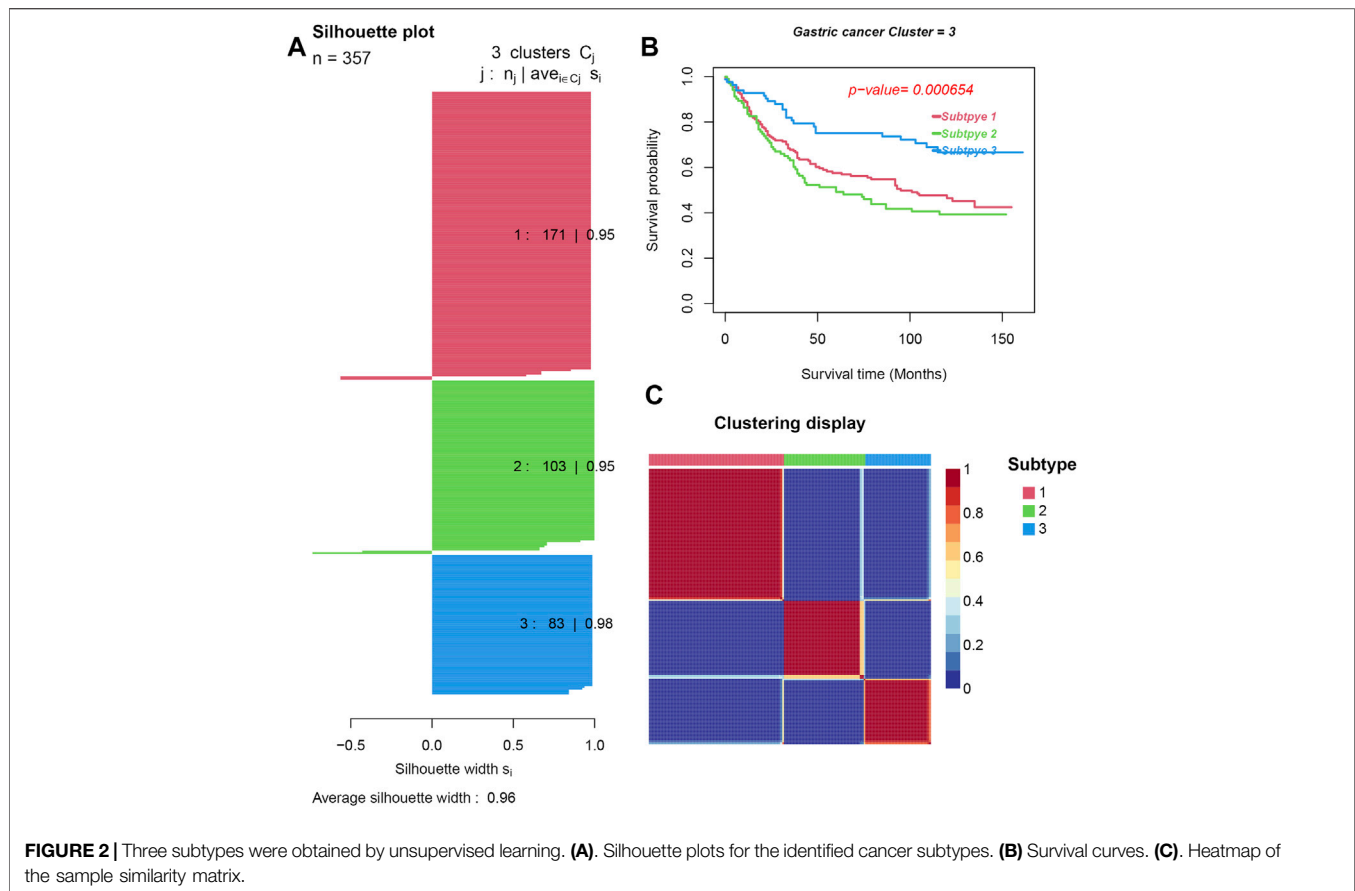 A
Silhouette plot
n = 357
3 clusters Cj
j : nj | avei∈Cj si
1 : 171 | 0.95
2 : 103 | 0.95
3 : 83 | 0.98
−0.5 0.0 0.5 1.0
Silhouette width si
Average silhouette width : 0.96
B
Gastric cancer Cluster = 3
p−value= 0.000654
Subtpye 1
Subtpye 2
Subtpye 3
Survival probability
1.0
0.8
0.6
0.4
0.2
0.0
0 50 100 150
Survival time (Months)
C
Clustering display
1
0.8
0.6
0.4
0.2
0
Subtype
1
2
3
FIGURE 2 | Three subtypes were obtained by unsupervised learning. (A). Silhouette plots for the identified cancer subtypes. (B) Survival curves. (C). Heatmap of
the sample similarity matrix.